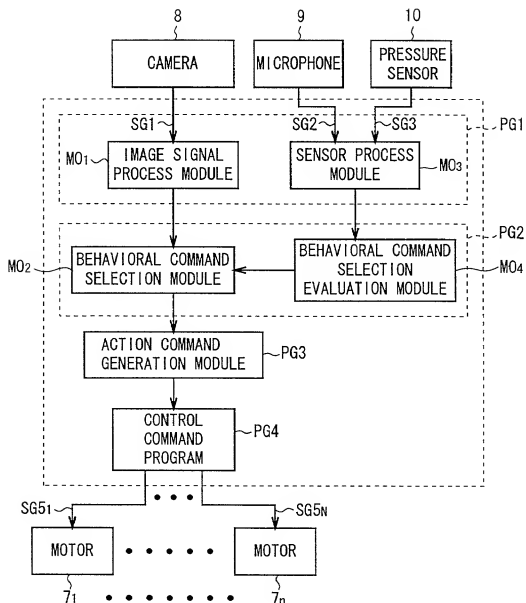 8
9
10
CAMERA
MICROPHONE
PRESSURE
SENSOR
SG1
SG2
SG3
PG1
MO1
IMAGE SIGNAL
PROCESS MODULE
SENSOR PROCESS
MODULE
MO3
PG2
MO2
BEHAVIORAL COMMAND
SELECTION MODULE
BEHAVIORAL COMMAND
SELECTION
EVALUATION MODULE
MO4
ACTION COMMAND
GENERATION MODULE
PG3
CONTROL
COMMAND
PROGRAM
PG4
SG51
SG5N
MOTOR
MOTOR
71
7n